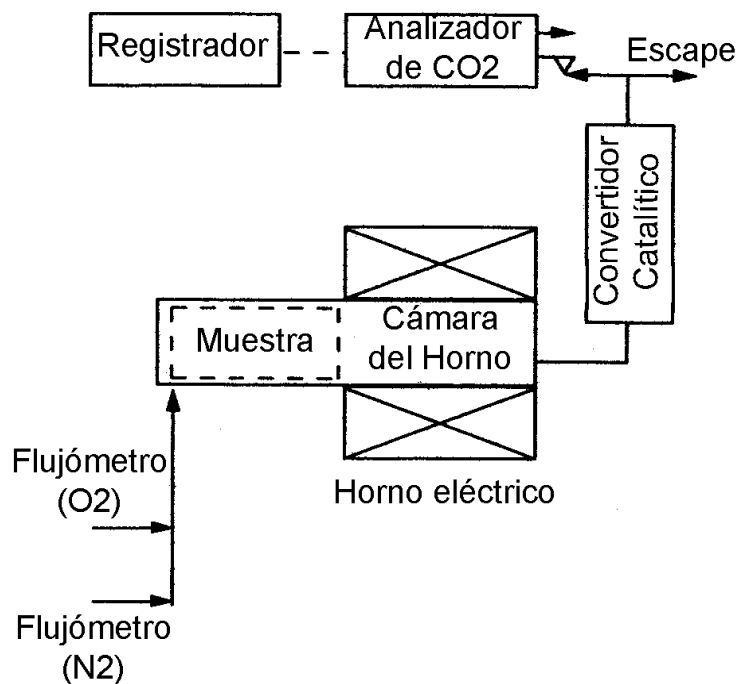 Registrador
Analizador
de CO2
Escape
Convertidor
Catalítico
Muestra
Cámara
del Horno
Flujómetro
(O2)
Horno eléctrico
Flujómetro
(N2)